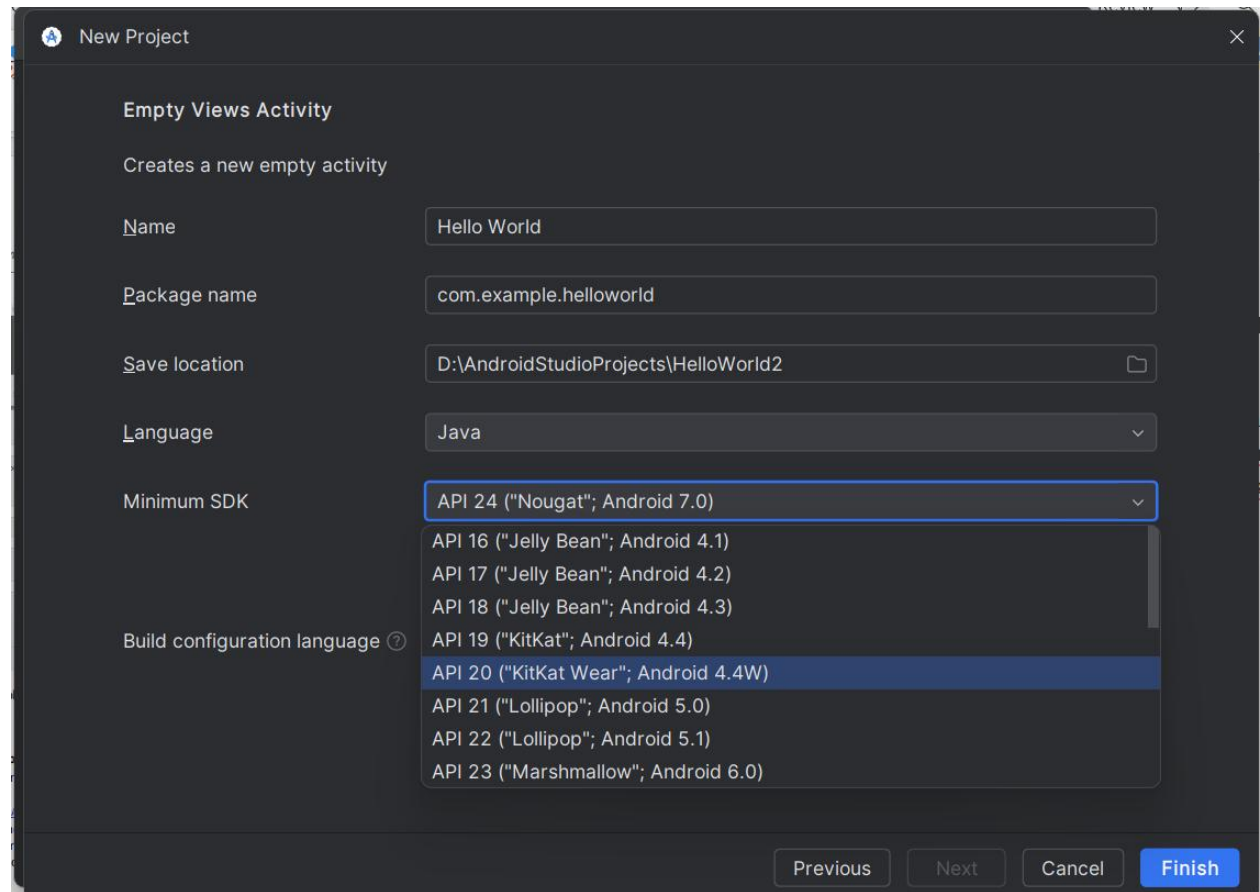 New Project
Empty Views Activity
Creates a new empty activity
Name Hello World
Package name com.example.helloworld
Save location D:\AndroidStudioProjects\HelloWorld2
Language Java
Minimum SDK API 24 ("Nougat"; Android 7.0)
API 16 ("Jelly Bean"; Android 4.1)
API 17 ("Jelly Bean"; Android 4.2)
API 18 ("Jelly Bean"; Android 4.3)
Build configuration language ? API 19 ("KitKat"; Android 4.4)
API 20 ("KitKat Wear"; Android 4.4W)
API 21 ("Lollipop"; Android 5.0)
API 22 ("Lollipop"; Android 5.1)
API 23 ("Marshmallow"; Android 6.0)
Previous Next Cancel Finish